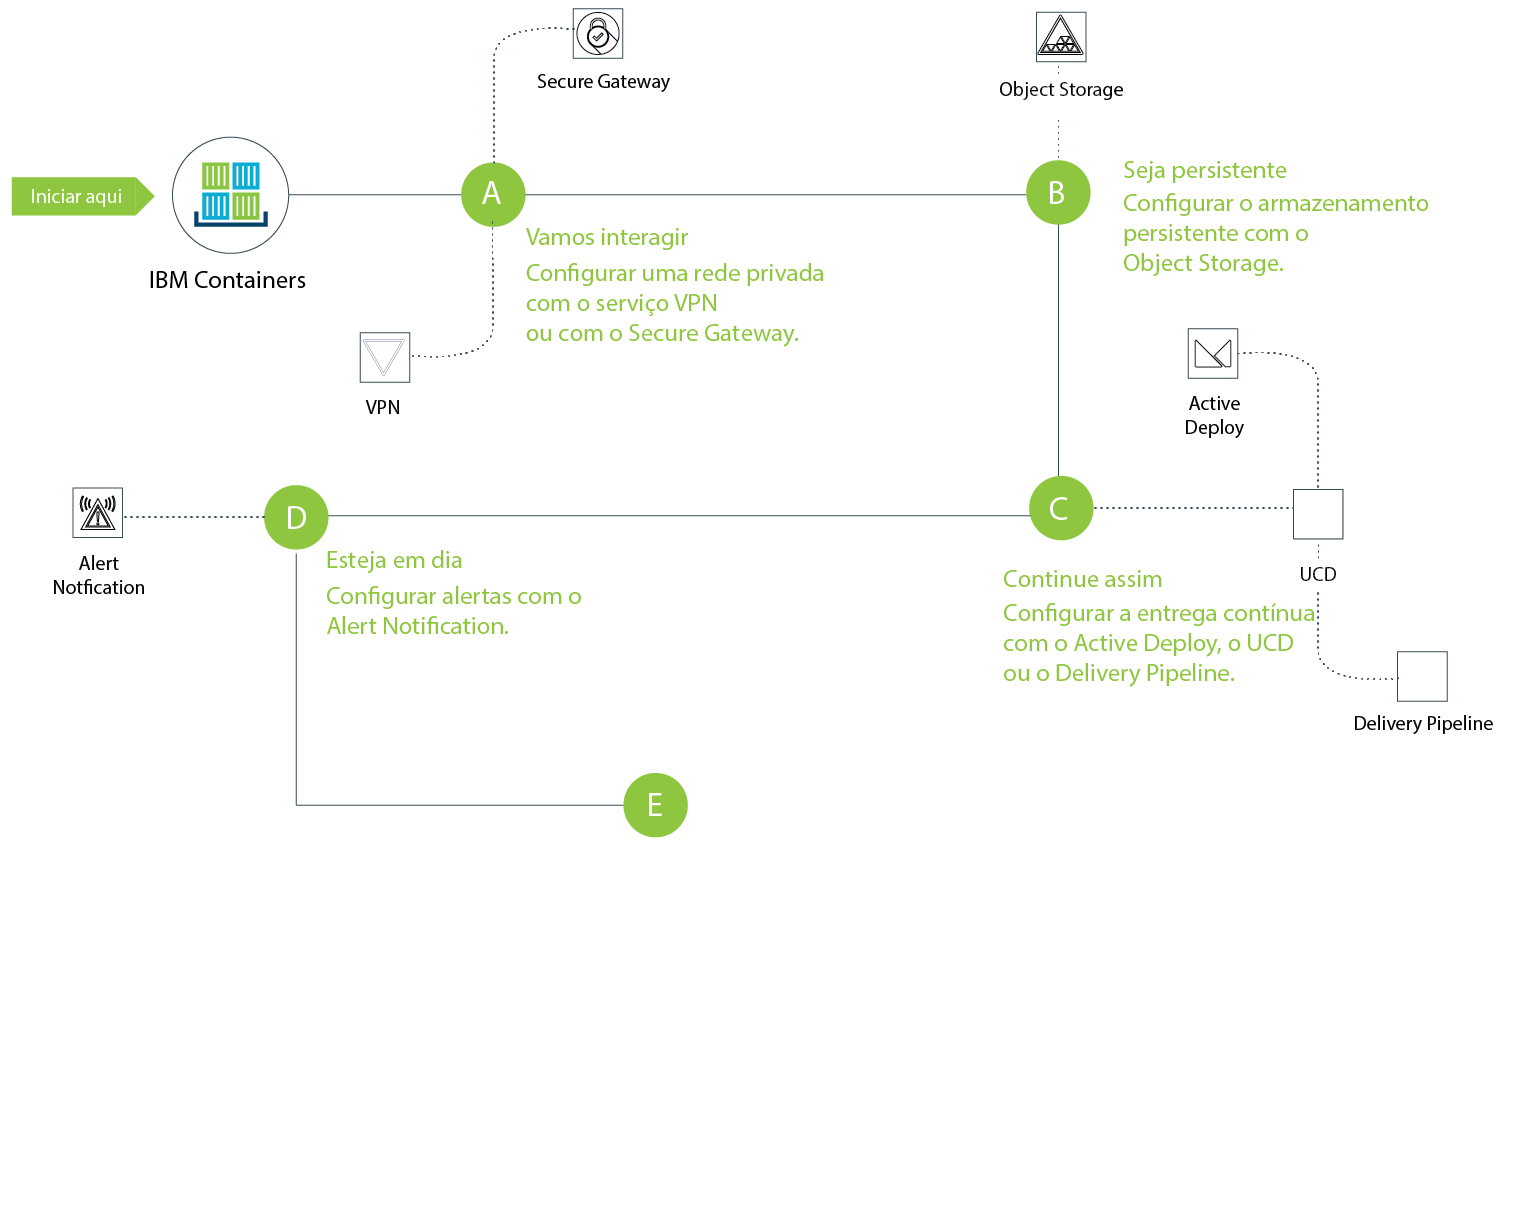 Secure Gateway
Object Storage
Iniciar aqui
IBM Containers
A
Vamos interagir
Configurar uma rede privada
com o serviço VPN
ou com o Secure Gateway.
B
Seja persistente
Configurar o armazenamento
persistente com o
Object Storage.
VPN
Active
Deploy
Alert
Notfication
D
Esteja em dia
Configurar alertas com o
Alert Notification.
C
Continue assim
Configurar a entrega contínua
com o Active Deploy, o UCD
ou o Delivery Pipeline.
UCD
Delivery Pipeline
E